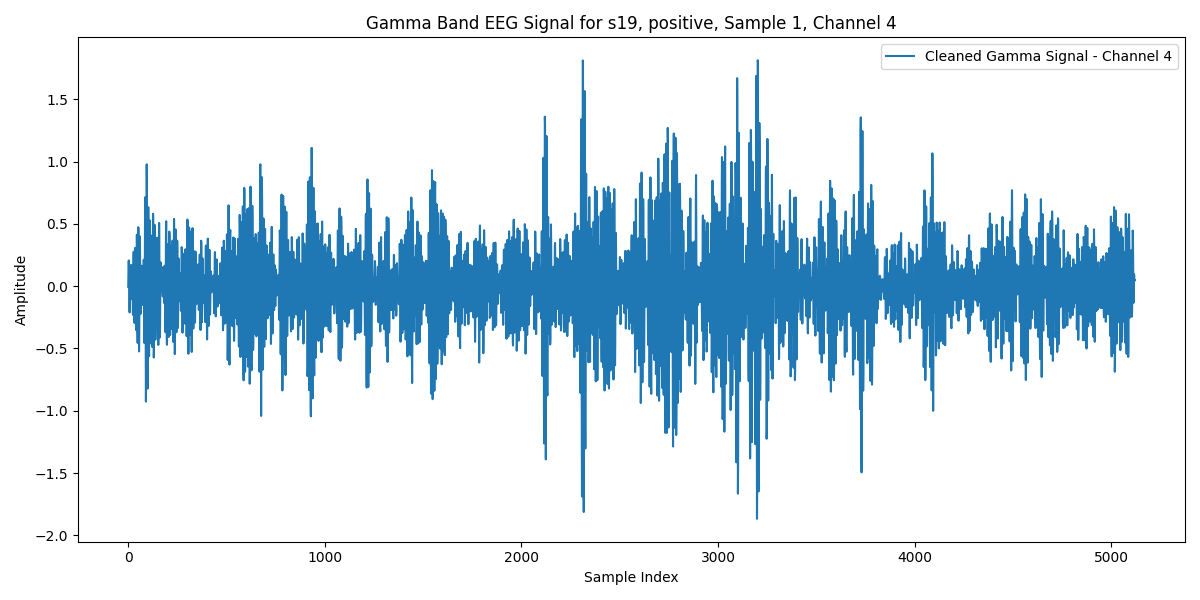 Gamma Band EEG Signal for s19, positive, Sample 1, Channel 4
Cleaned Gamma Signal - Channel 4
1.5
1.0
0.5
0.0
−0.5
−1.0
−1.5
−2.0
Amplitude
0 1000 2000 3000 4000 5000
Sample Index